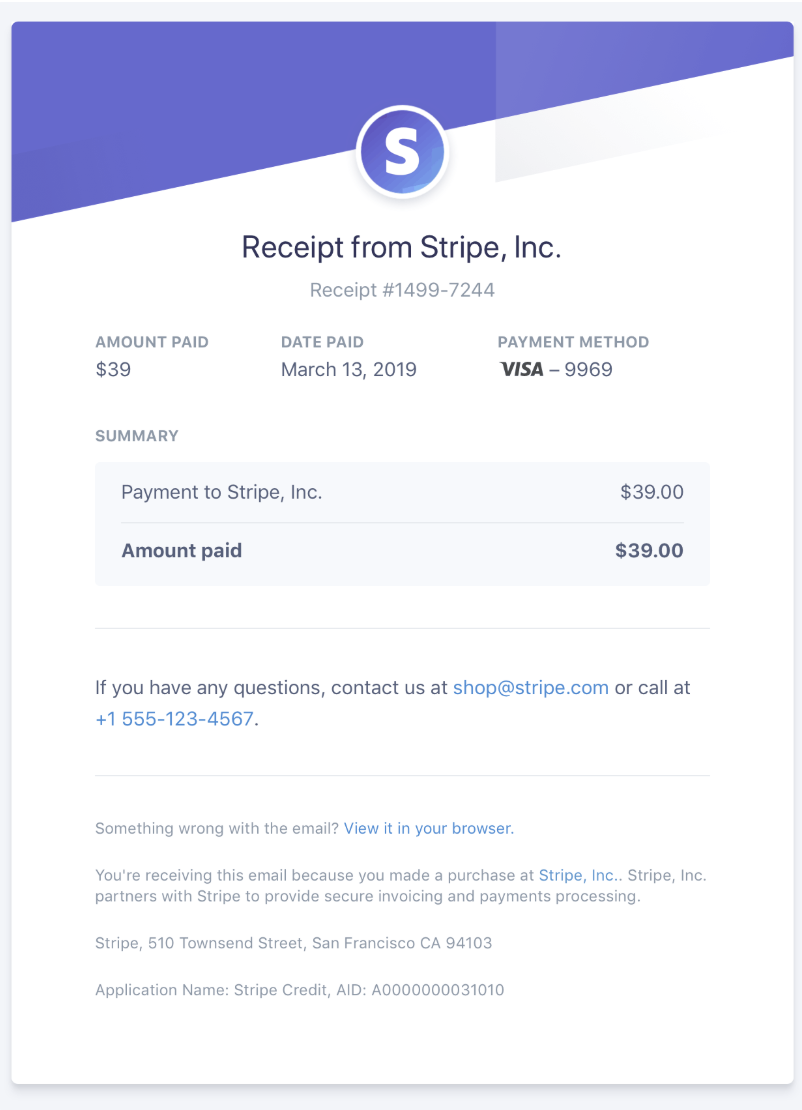 S
Receipt from Stripe, Inc.
Receipt #1499-7244
AMOUNT PAID DATE PAID PAYMENT METHOD
$39 March 13, 2019 VISA – 9969
SUMMARY
Payment to Stripe, Inc. $39.00
Amount paid $39.00
If you have any questions, contact us at shop@stripe.com or call at
+1 555-123-4567.
Something wrong with the email? View it in your browser.
You're receiving this email because you made a purchase at Stripe, Inc.. Stripe, Inc.
partners with Stripe to provide secure invoicing and payments processing.
Stripe, 510 Townsend Street, San Francisco CA 94103
Application Name: Stripe Credit, AID: A0000000031010